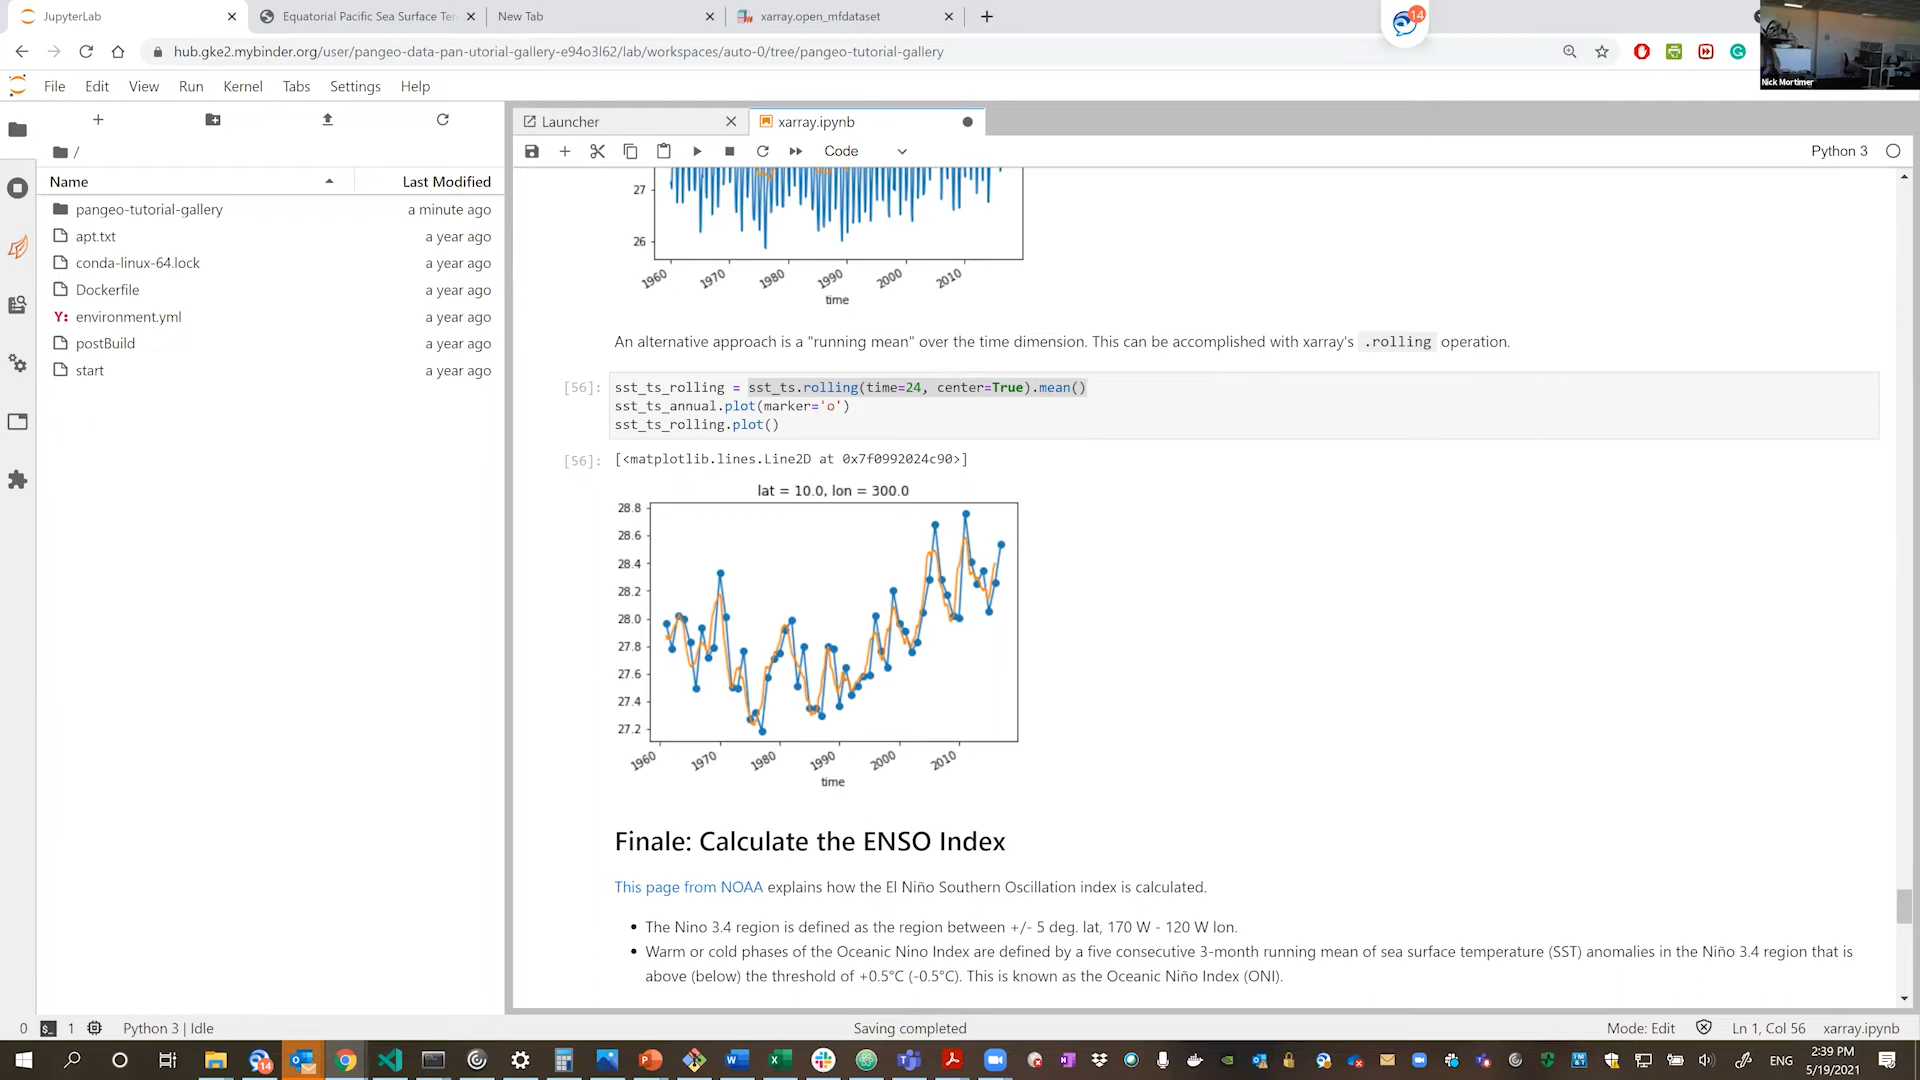 JupyterLab
Equatorial Pacific Sea Surface Ter
New Tab
xarray.open_mfdataset
14
hub.gke2.mybinder.org/user/pangeo-data-pan-utorial-gallery-e94o3l62/lab/workspaces/auto-0/tree/pangeo-tutorial-gallery
Nick Mortimer
File Edit View Run Kernel Tabs Settings Help
Launcher
xarray.ipynb
/
Code
Python 3
Name Last Modified
pangeo-tutorial-gallery a minute ago
apt.txt a year ago
conda-linux-64.lock a year ago
Dockerfile a year ago
Y: environment.yml a year ago
postBuild a year ago
start a year ago
27
26
1960 1970 1980 1990 2000 2010
time
An alternative approach is a "running mean" over the time dimension. This can be accomplished with xarray's .rolling operation.
[56]: sst_ts_rolling = sst_ts.rolling(time=24, center=True).mean()
sst_ts_annual.plot(marker='o')
sst_ts_rolling.plot()
[56]: [<matplotlib.lines.Line2D at 0x7f0992024c90>]
lat = 10.0, lon = 300.0
28.8
28.6
28.4
28.2
28.0
27.8
27.6
27.4
27.2
1960 1970 1980 1990 2000 2010
time
Finale: Calculate the ENSO Index
This page from NOAA explains how the El Niño Southern Oscillation index is calculated.
• The Nino 3.4 region is defined as the region between +/- 5 deg. lat, 170 W - 120 W lon.
• Warm or cold phases of the Oceanic Nino Index are defined by a five consecutive 3-month running mean of sea surface temperature (SST) anomalies in the Niño 3.4 region that is
above (below) the threshold of +0.5°C (-0.5°C). This is known as the Oceanic Niño Index (ONI).
0 1 Python 3 | Idle
Saving completed
Mode: Edit Ln 1, Col 56 xarray.ipynb
14
ENG
2:39 PM
5/19/2021